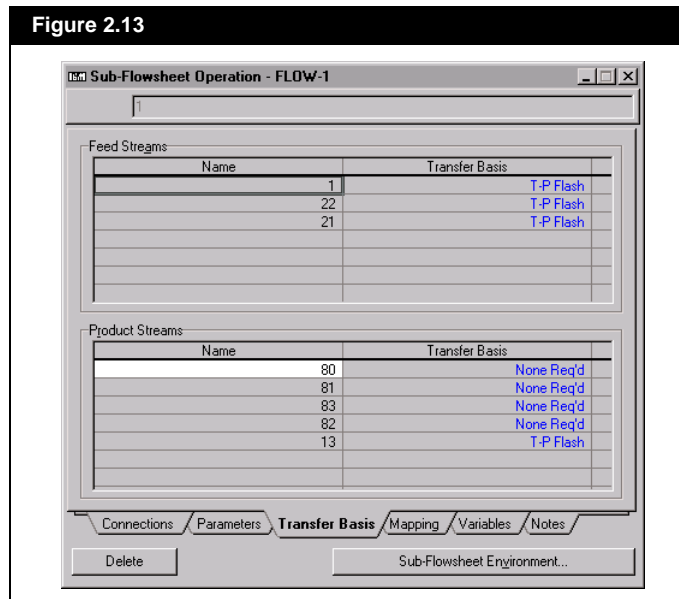 Figure 2.13
Sub-Flowsheet Operation - FLOW-1
1
Feed Streams
Name Transfer Basis
1 T-P Flash
22 T-P Flash
21 T-P Flash
Product Streams
Name Transfer Basis
80 None Req'd
81 None Req'd
83 None Req'd
82 None Req'd
13 T-P Flash
Connections Parameters Transfer Basis Mapping Variables Notes
Delete Sub-Flowsheet Environment...